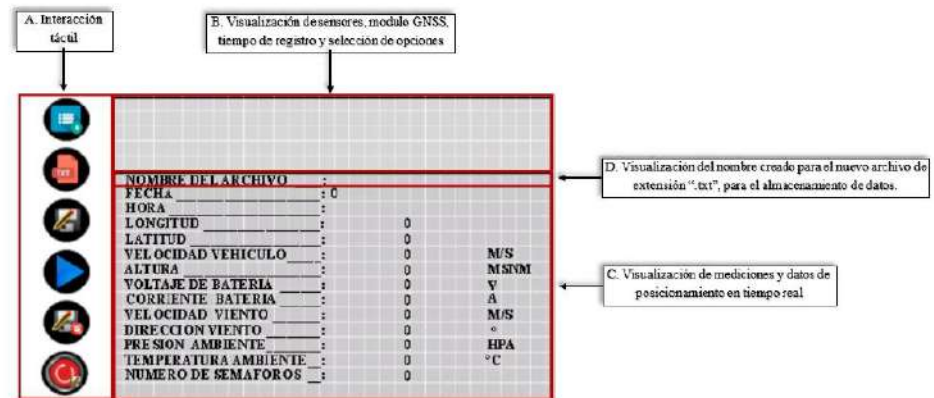 A. Interacción
táctil
B. Visualización de sensores, modulo GNSS,
tiempo de registro y selección de opciones
D. Visualización del nombre creado para el nuevo archivo de
extensión “.txt”, para el almacenamiento de datos.
C. Visualización de mediciones y datos de
posicionamiento en tiempo real
TXT
NOMBRE DEL ARCHIVO :
FECHA : 0
HORA :
LONGITUD : 0
LATITUD : 0
VELOCIDAD VEHICULO : 0 M/S
ALTURA : 0 MSNM
VOLTAJE DE BATERIA : 0 V
CORRIENTE BATERIA : 0 A
VELOCIDAD VIENTO : 0 M/S
DIRECCION VIENTO : 0 °
PRESION AMBIENTE : 0 HPA
TEMPERATURA AMBIENTE : 0 °C
NUMERO DE SEMAFOROS : 0